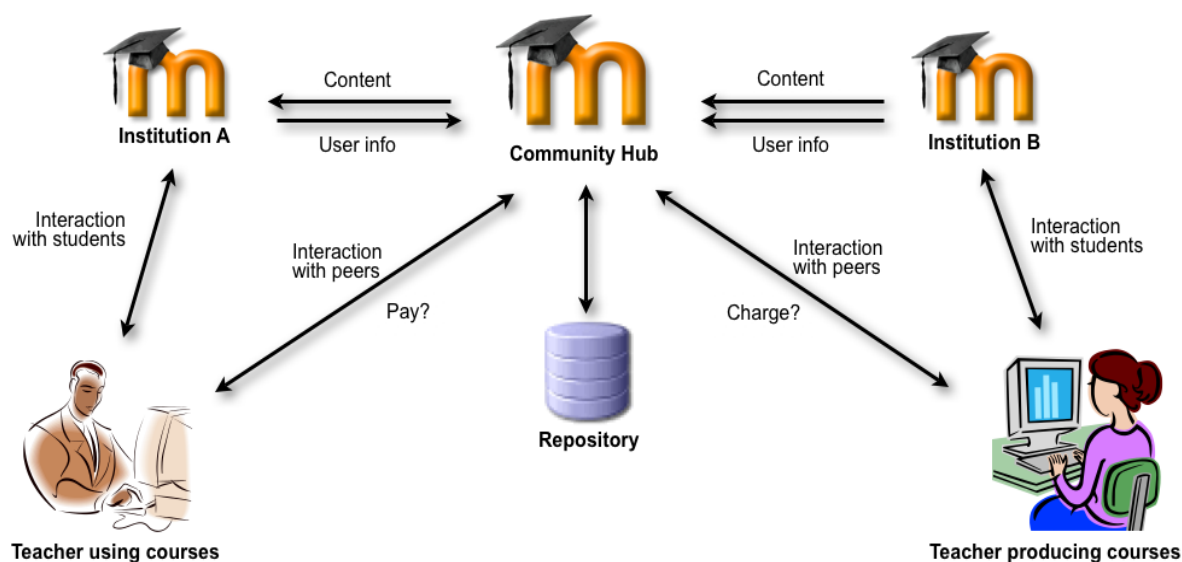 Content
User info
Institution A
Community Hub
Content
User info
Institution B
Interaction
with students
Interaction
with peers
Pay?
Interaction
with peers
Charge?
Interaction
with students
Repository
Teacher using courses
Teacher producing courses